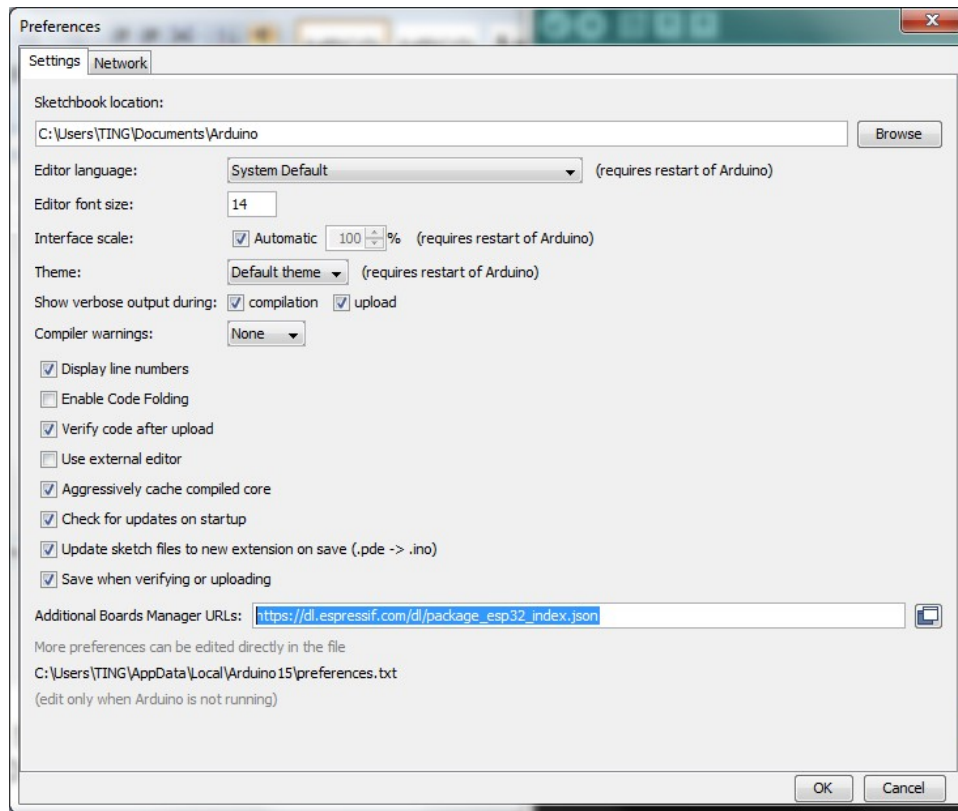 Preferences
Settings Network
Sketchbook location:
C:\Users\TING\Documents\Arduino Browse
Editor language: System Default (requires restart of Arduino)
Editor font size: 14
Interface scale: Automatic 100 % (requires restart of Arduino)
Theme: Default theme (requires restart of Arduino)
Show verbose output during: compilation upload
Compiler warnings: None
Display line numbers
Enable Code Folding
Verify code after upload
Use external editor
Aggressively cache compiled core
Check for updates on startup
Update sketch files to new extension on save (.pde -> .ino)
Save when verifying or uploading
Additional Boards Manager URLs: https://dl.espressif.com/dl/package_esp32_index.json
More preferences can be edited directly in the file
C:\Users\TING\AppData\Local\Arduino15\preferences.txt
(edit only when Arduino is not running)
OK Cancel